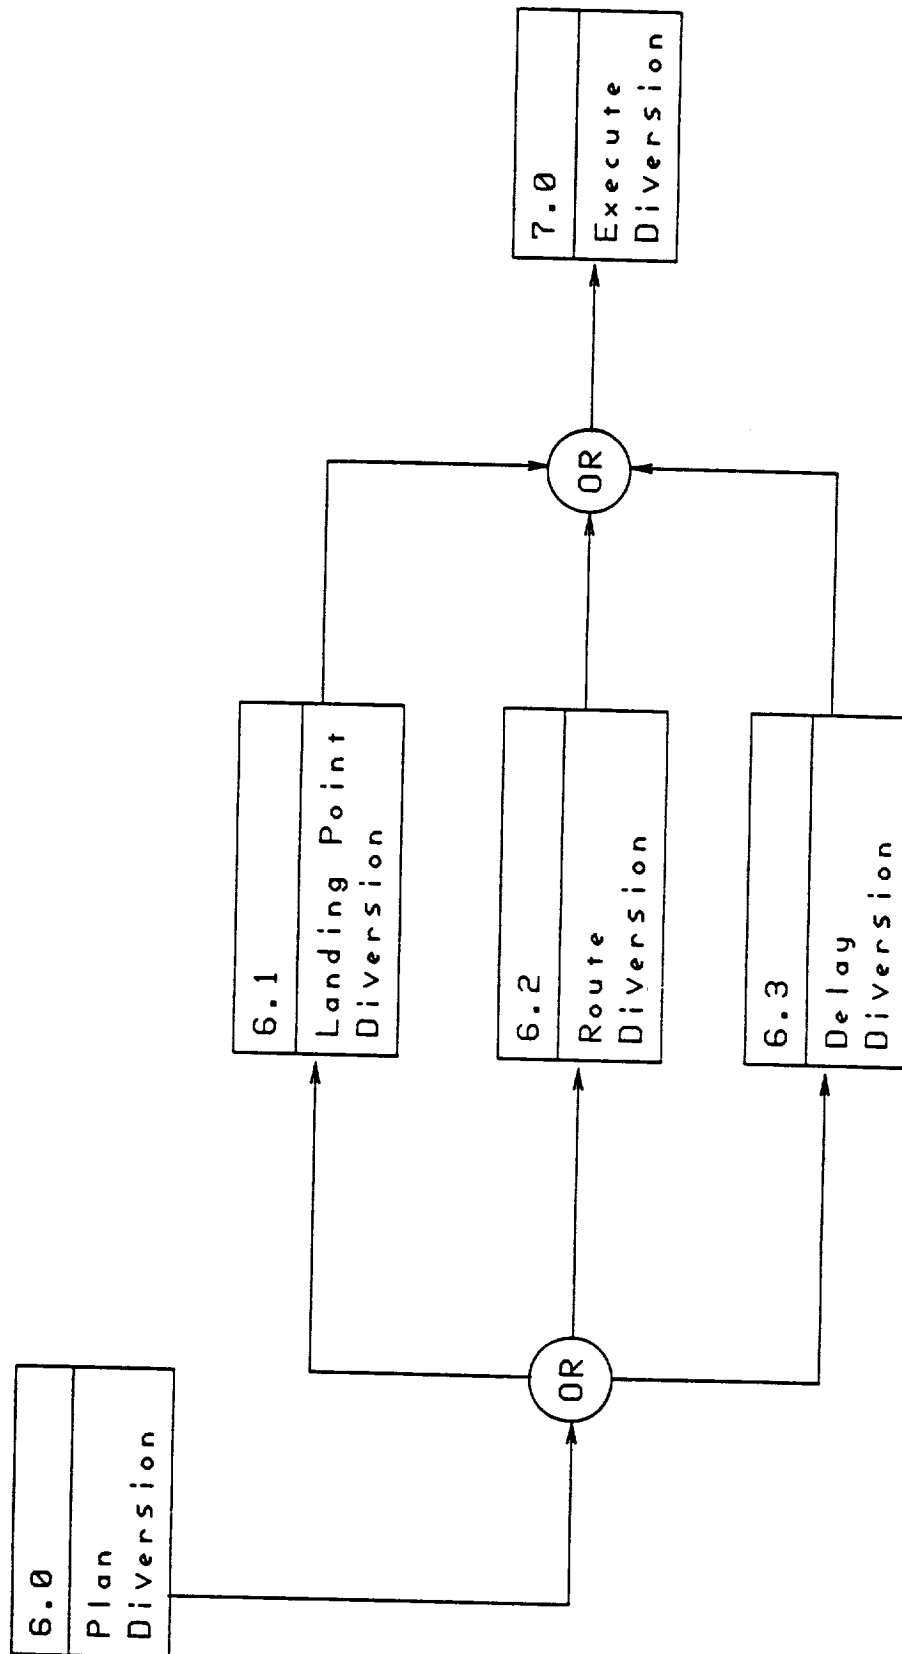 6.0
Plan
Diversion
OR
6.1
Landing Point
Diversion
6.2
Route
Diversion
6.3
Delay
Diversion
OR
7.0
Execute
Diversion